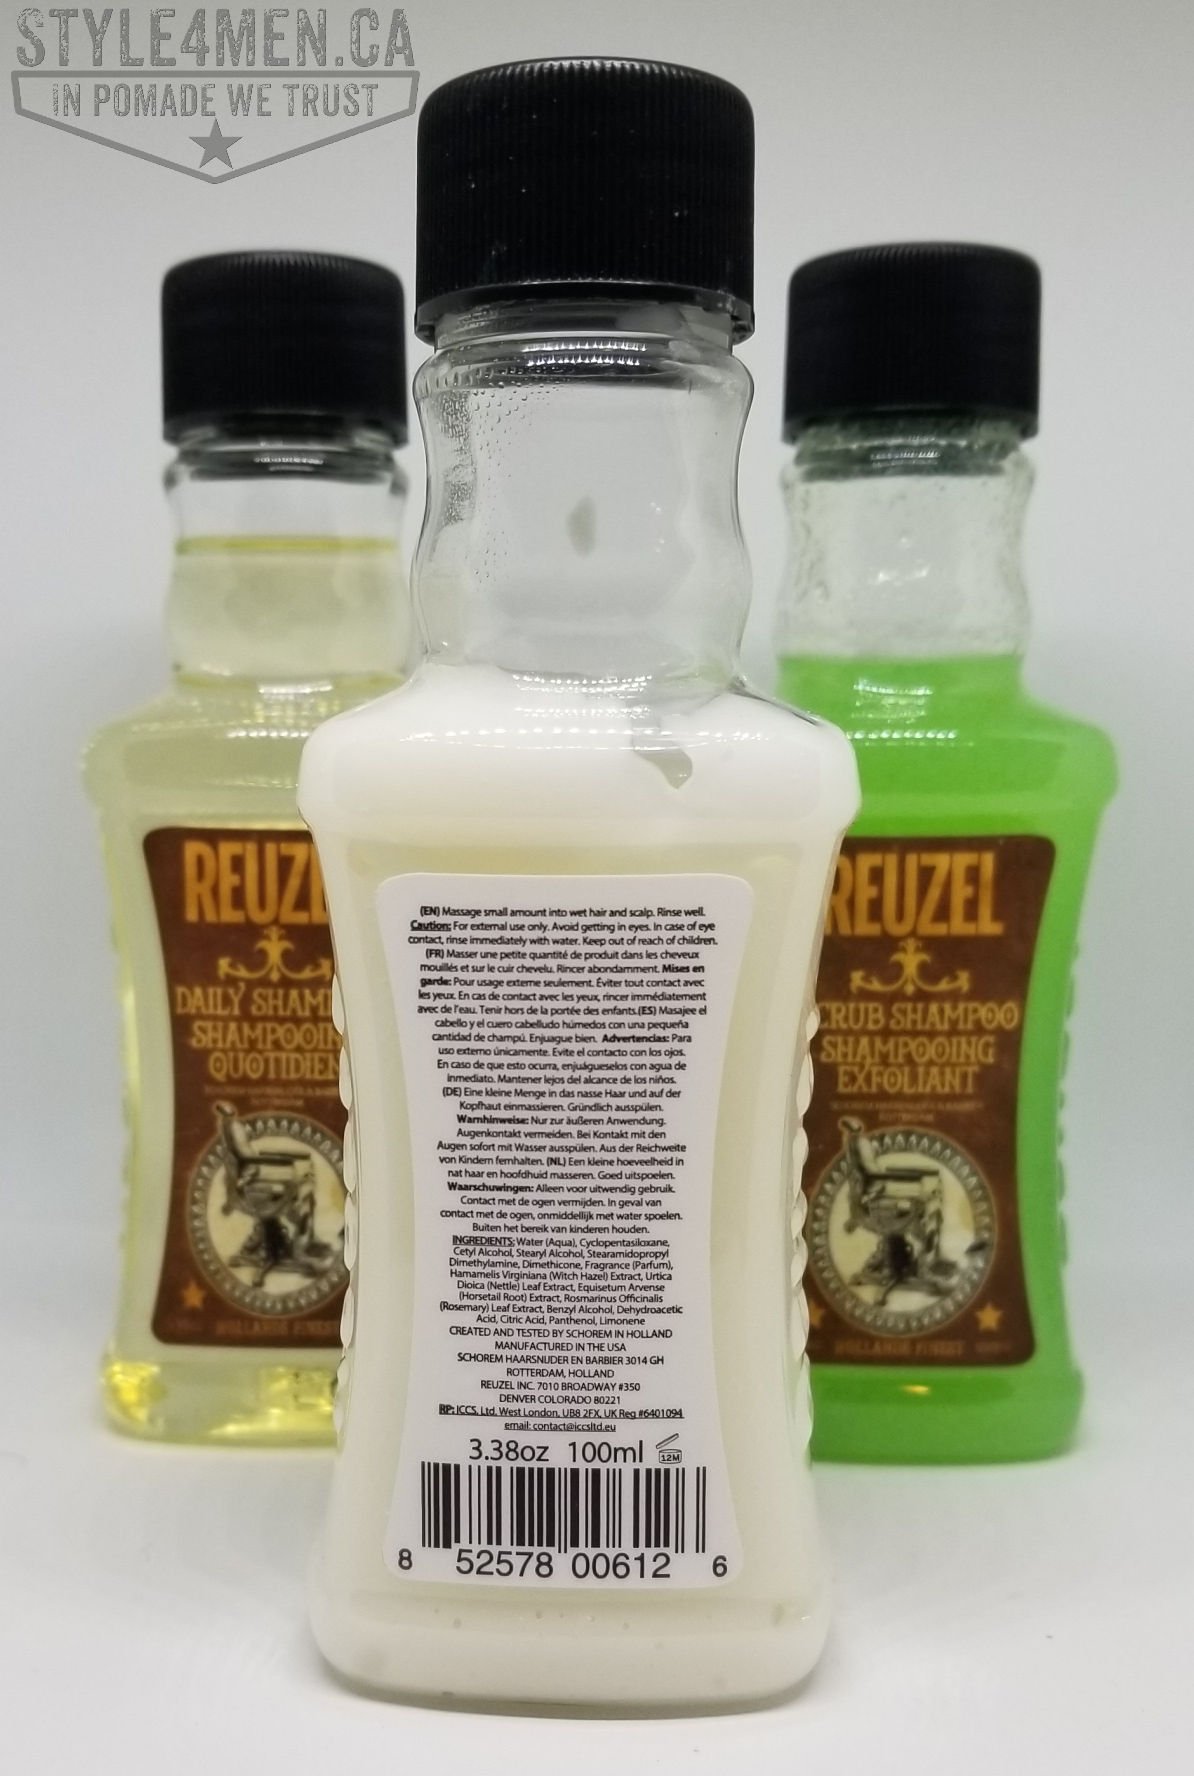 STYLE4MEN.CA
IN POMADE WE TRUST
(EN) Massage small amount into wet hair and scalp. Rinse well.
Caution: For external use only. Avoid getting in eyes. In case of eye
contact, rinse immediately with water. Keep out of reach of children.
(FR) Masser une petite quantité de produit dans les cheveux
mouillés et sur le cuir chevelu. Rincer abondamment. Mises en
garde: Pour usage externe seulement. Éviter tout contact avec
les yeux. En cas de contact avec les yeux, rincer immédiatement
avec de l'eau. Tenir hors de la portée des enfants.(ES) Masajee el
cabello y el cuero cabelludo húmedos con una pequeña
cantidad de champú. Enjuague bien. Advertencias: Para
uso externo únicamente. Evite el contacto con los ojos.
En caso de que esto ocurra, enjuágueselos con agua de
inmediato. Mantener lejos del alcance de los niños.
(DE) Eine kleine Menge in das nasse Haar und auf der
Kopfhaut einmassieren. Gründlich ausspülen.
Warnhinweise: Nur zur äußeren Anwendung.
Augenkontakt vermeiden. Bei Kontakt mit den
Augen sofort mit Wasser ausspülen. Aus der Reichweite
von Kindern fernhalten. (NL) Een kleine hoeveelheid in
nat haar en hoofdhuid masseren. Goed uitspoelen.
Waarschuwingen: Alleen voor uitwendig gebruik.
Contact met de ogen vermijden. In geval van
contact met de ogen, onmiddellijk met water spoelen.
Buiten het bereik van kinderen houden.
INGREDIENTS: Water (Aqua), Cyclopentasiloxane,
Cetyl Alcohol, Stearyl Alcohol, Stearamidopropyl
Dimethylamine, Dimethicone, Fragrance (Parfum),
Hamamelis Virginiana (Witch Hazel) Extract, Urtica
Dioica (Nettle) Leaf Extract, Equisetum Arvense
(Horsetail Root) Extract, Rosmarinus Officinalis
(Rosemary) Leaf Extract, Benzyl Alcohol, Dehydroacetic
Acid, Citric Acid, Panthenol, Limonene
CREATED AND TESTED BY SCHOREM IN HOLLAND
MANUFACTURED IN THE USA
SCHOREM HAARSNIJDER EN BARBIER 3014 GH
ROTTERDAM, HOLLAND
REUZEL INC. 7010 BROADWAY #350
DENVER COLORADO 80221
RP: ICCS, Ltd. West London, UB8 2FX, UK Reg #6401094
email: contact@iccsltd.eu
3.38oz 100ml 12M
8 52578 00612 6
REUZE
DAILY SHAM
SHAMPOOIN
QUOTIDIEN
HOLLANDS FINEST
REUZEL
CRUB SHAMPOO
SHAMPOOING
EXFOLIANT
HOLLANDS FINEST